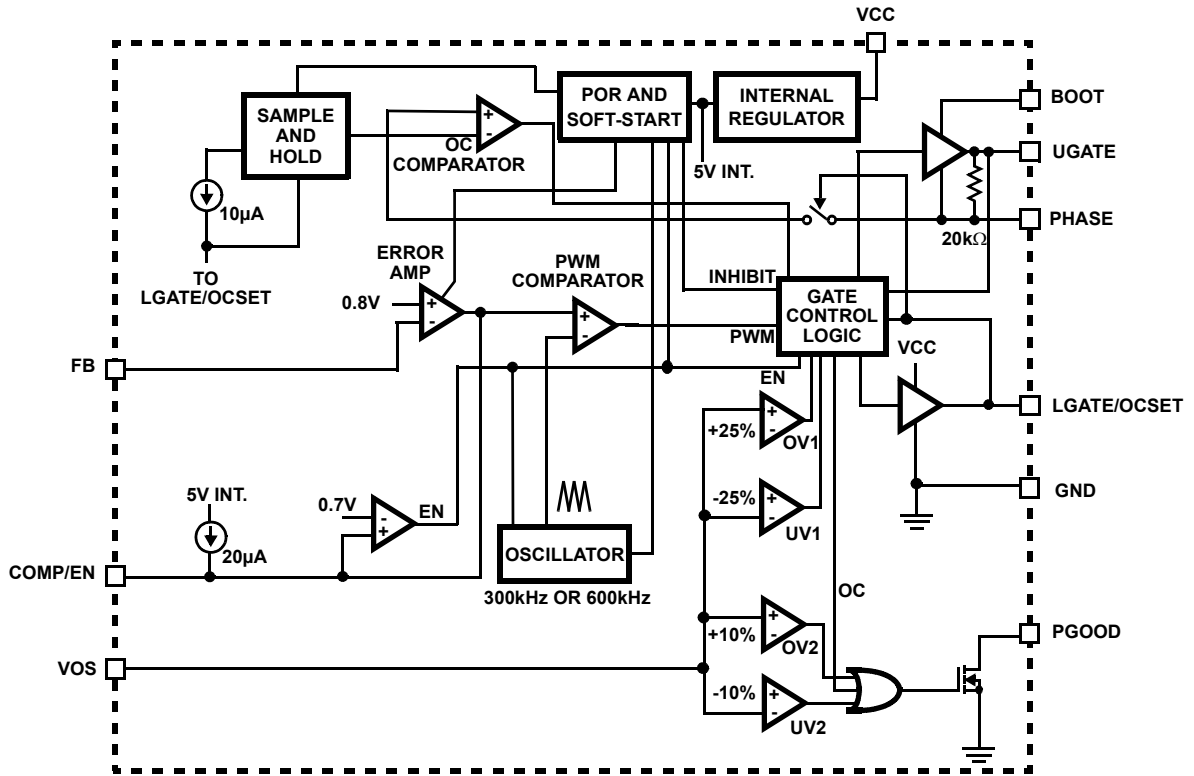 VCC
BOOT
UGATE
PHASE
20kΩ
SAMPLE
AND
HOLD
POR AND
SOFT-START
INTERNAL
REGULATOR
+
-
OC
COMPARATOR
5V INT.
10µA
TO
LGATE/OCSET
ERROR
AMP
0.8V
+
-
PWM
COMPARATOR
+
-
INHIBIT
PWM
EN
GATE
CONTROL
LOGIC
VCC
LGATE/OCSET
GND
FB
+
-
+25%
OV1
-25%
+
-
UV1
5V INT.
20µA
0.7V
-
+
EN
OSCILLATOR
300kHz OR 600kHz
COMP/EN
OC
+
-
+10%
OV2
-10%
+
-
UV2
PGOOD
VOS